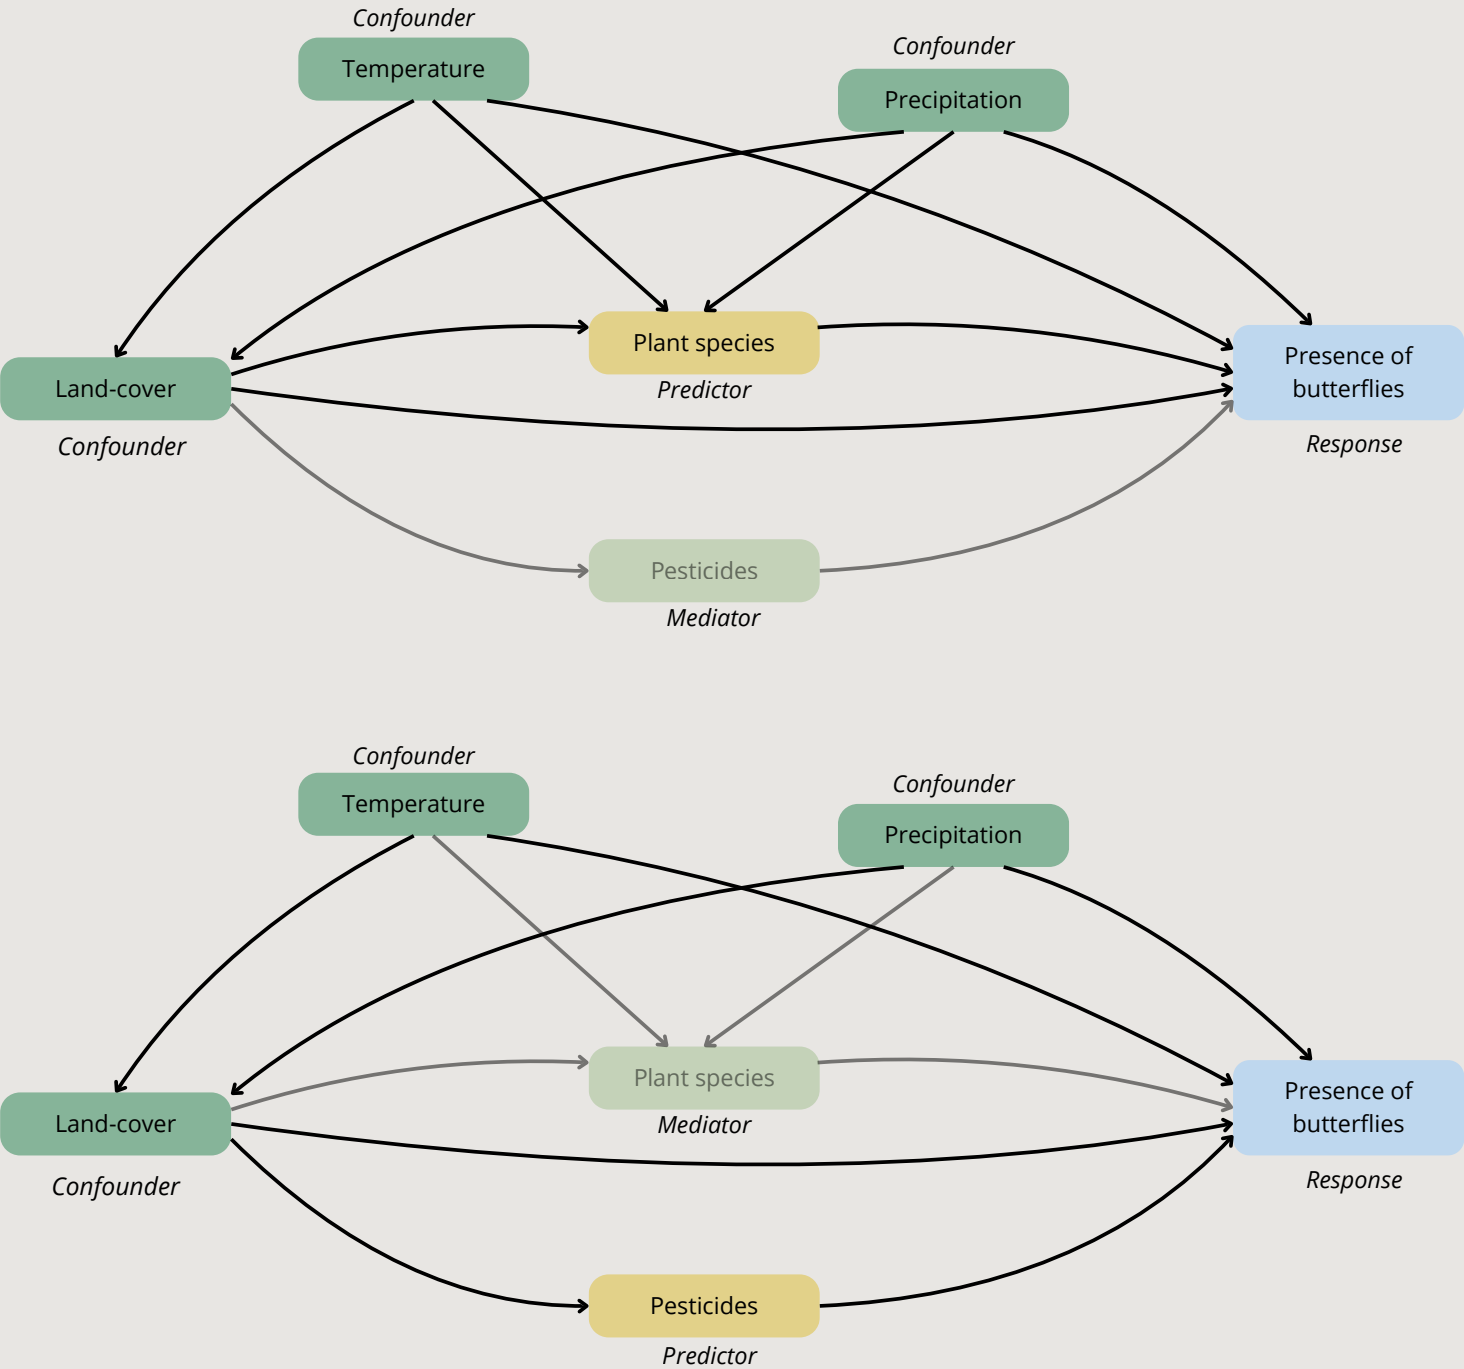 Confounder
Temperature
Confounder
Precipitation
Plant species
Predictor
Land-cover
Confounder
Presence of
butterflies
Response
Pesticides
Mediator
Confounder
Temperature
Confounder
Precipitation
Plant species
Mediator
Land-cover
Confounder
Presence of
butterflies
Response
Pesticides
Predictor